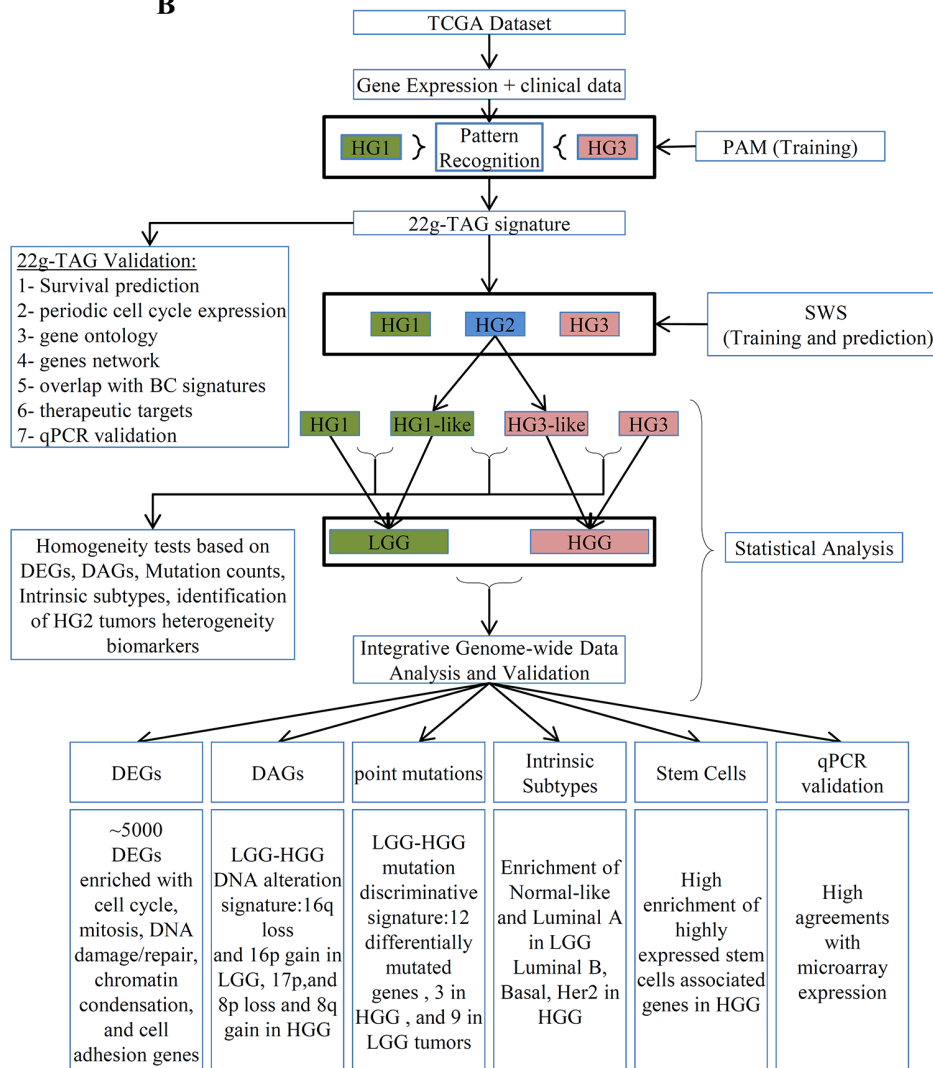 B
TCGA Dataset
Gene Expression + clinical data
HG1
}
Pattern
Recognition
{
HG3
PAM (Training)
22g-TAG signature
22g-TAG Validation:
1- Survival prediction
2- periodic cell cycle expression
3- gene ontology
4- genes network
5- overlap with BC signatures
6- therapeutic targets
7- qPCR validation
HG1
HG2
HG3
SWS
(Training and prediction)
HG1
HG1-like
HG3-like
HG3
LGG
HGG
Homogeneity tests based on
DEGs, DAGs, Mutation counts,
Intrinsic subtypes, identification
of HG2 tumors heterogeneity
biomarkers
Statistical Analysis
Integrative Genome-wide Data
Analysis and Validation
DEGs
DAGs
point mutations
Intrinsic
Subtypes
Stem Cells
qPCR
validation
~5000
DEGs
enriched with
cell cycle,
mitosis, DNA
damage/repair,
chromatin
condensation,
and cell
adhesion genes
LGG-HGG
DNA alteration
signature:16q
loss
and 16p gain in
LGG, 17p,and
8p loss and 8q
gain in HGG
LGG-HGG
mutation
discriminative
signature:12
differentially
mutated
genes , 3 in
HGG , and 9 in
LGG tumors
Enrichment of
Normal-like
and Luminal A
in LGG
Luminal B,
Basal, Her2 in
HGG
High
enrichment of
highly
expressed stem
cells associated
genes in HGG
High
agreements
with
microarray
expression